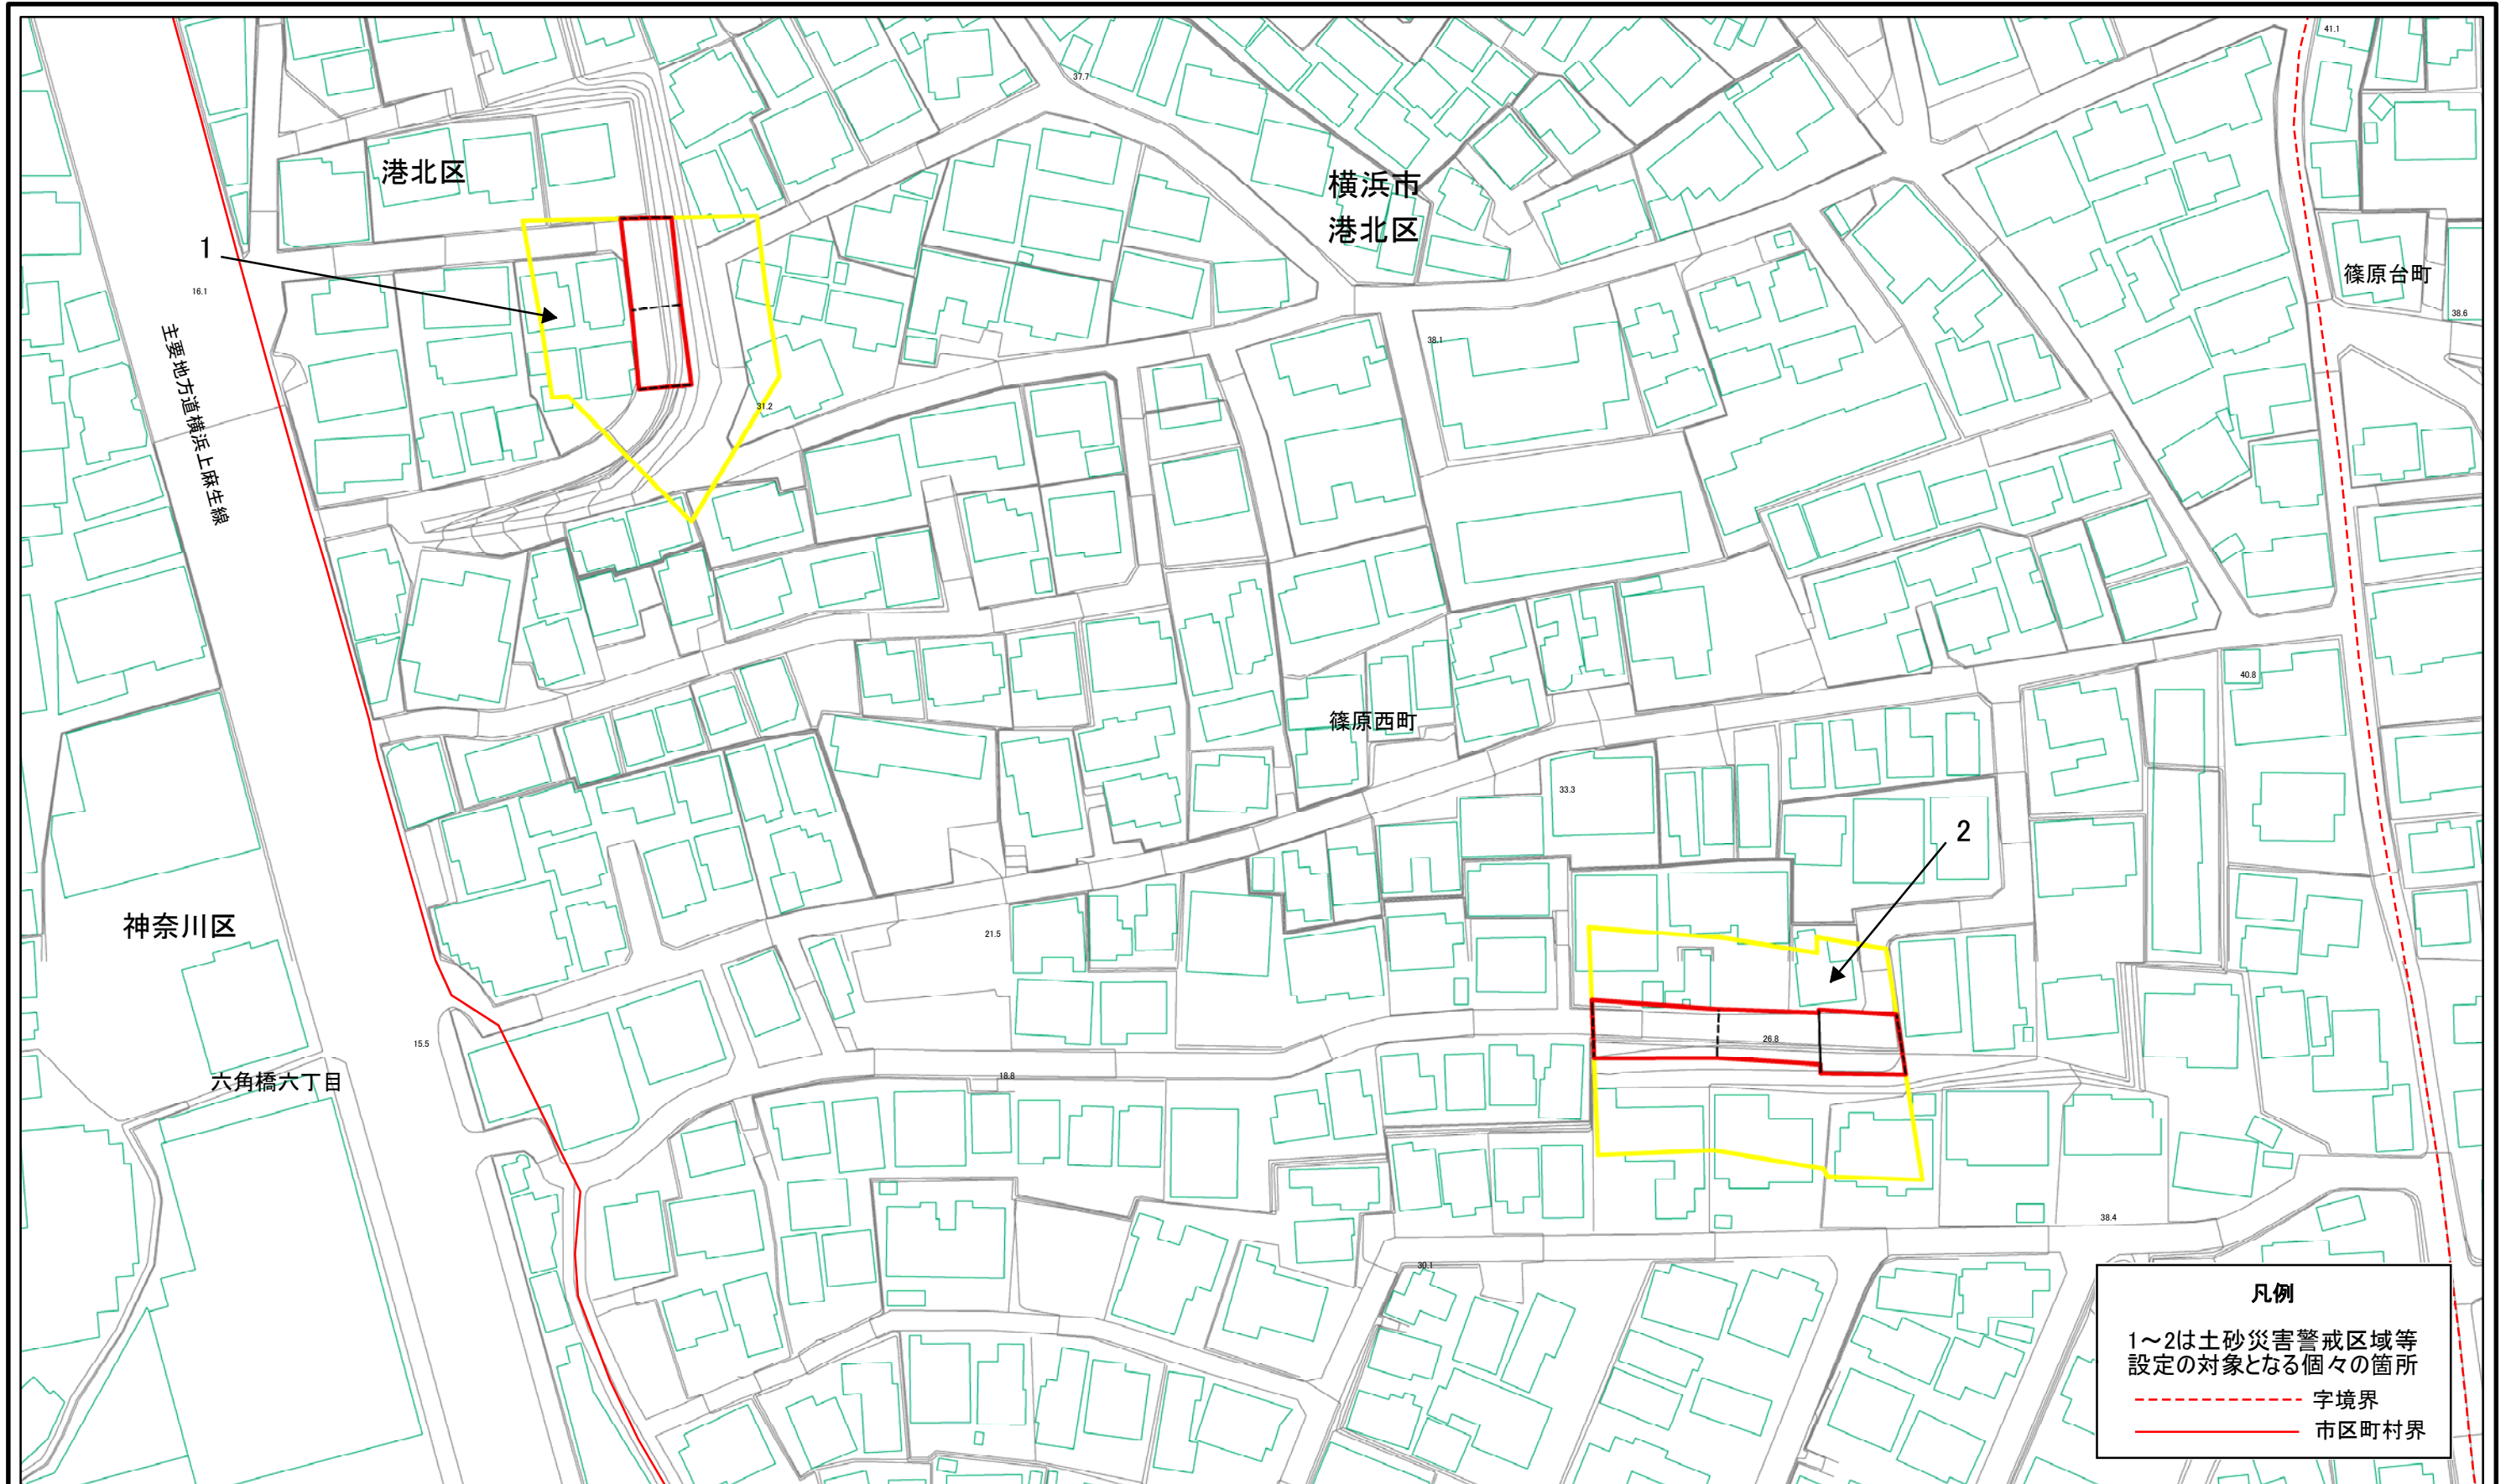 41.1
37.7
港北区
横浜市
港北区
1
篠原台町
16.1
38.6
38.1
主要地方道横浜上麻生線
31.2
40.8
篠原西町
33.3
2
神奈川区
21.5
26.8
15.5
18.8
六角橋六丁目
38.4
30.1
凡例
1～2は土砂災害警戒区域等
設定の対象となる個々の箇所
字境界
市区町村界